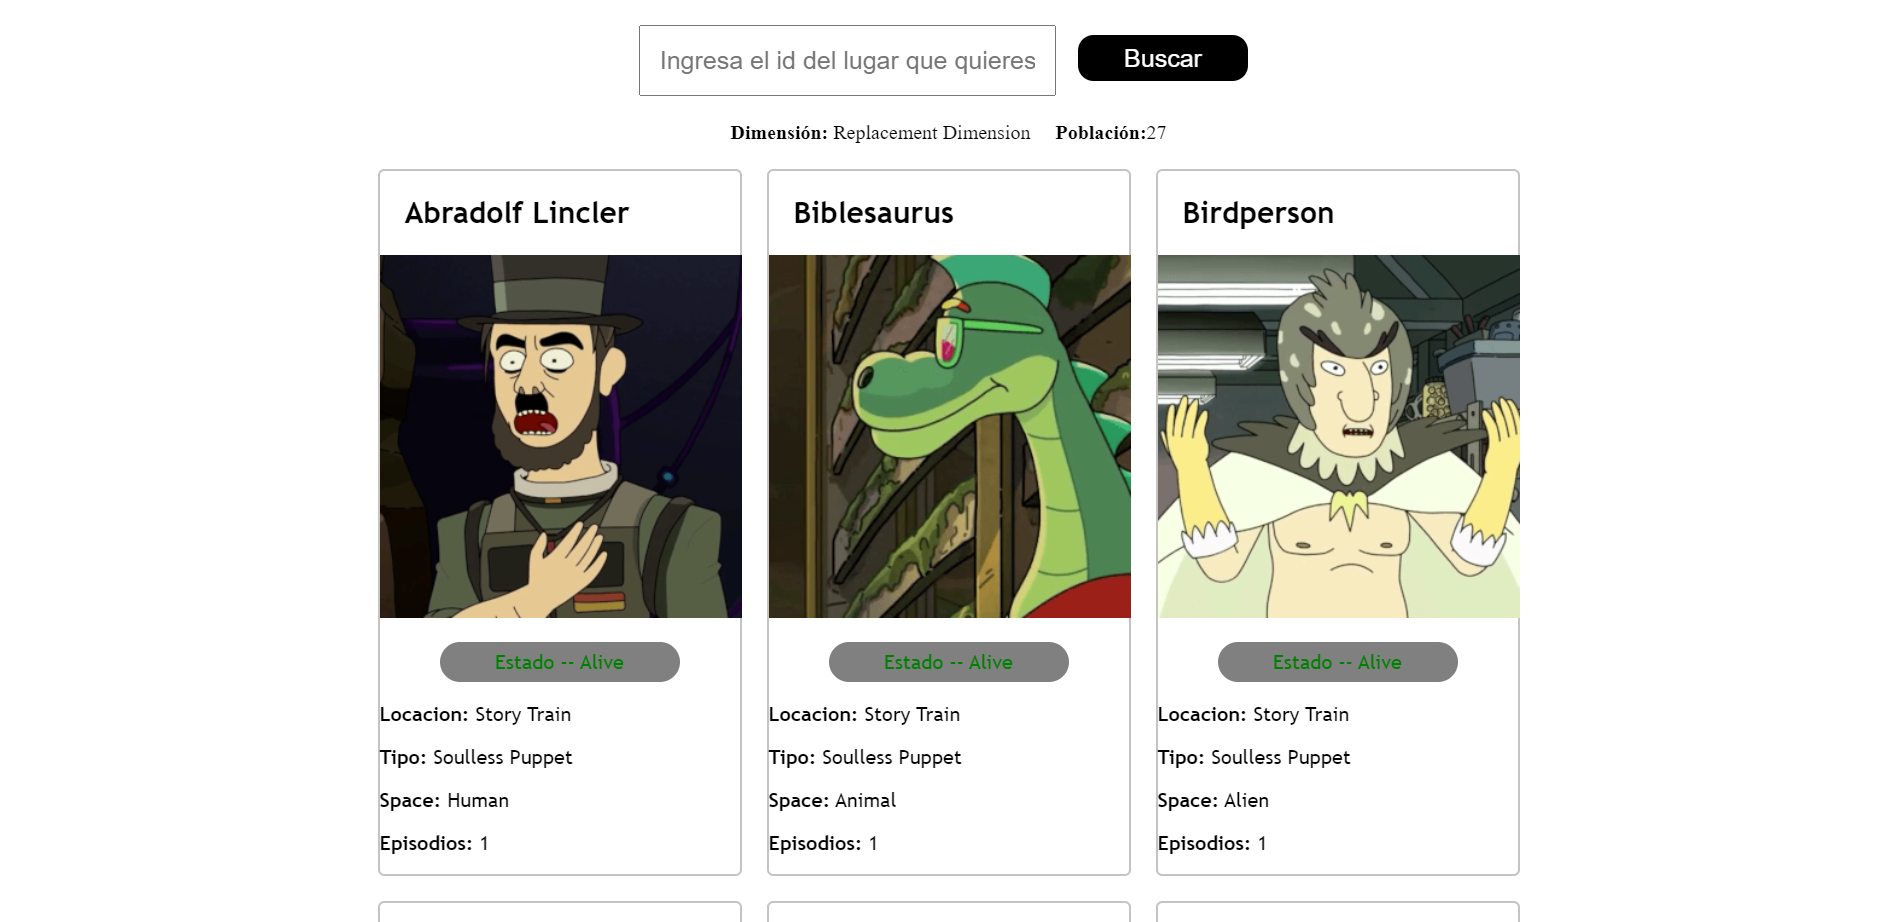 Ingresa el id del lugar que quieres
Buscar
Dimensión: Replacement Dimension Población:27
Abradolf Lincler
Estado -- Alive
Locacion: Story Train
Tipo: Soulless Puppet
Space: Human
Episodios: 1
Biblesaurus
Estado -- Alive
Locacion: Story Train
Tipo: Soulless Puppet
Space: Animal
Episodios: 1
Birdperson
Estado -- Alive
Locacion: Story Train
Tipo: Soulless Puppet
Space: Alien
Episodios: 1